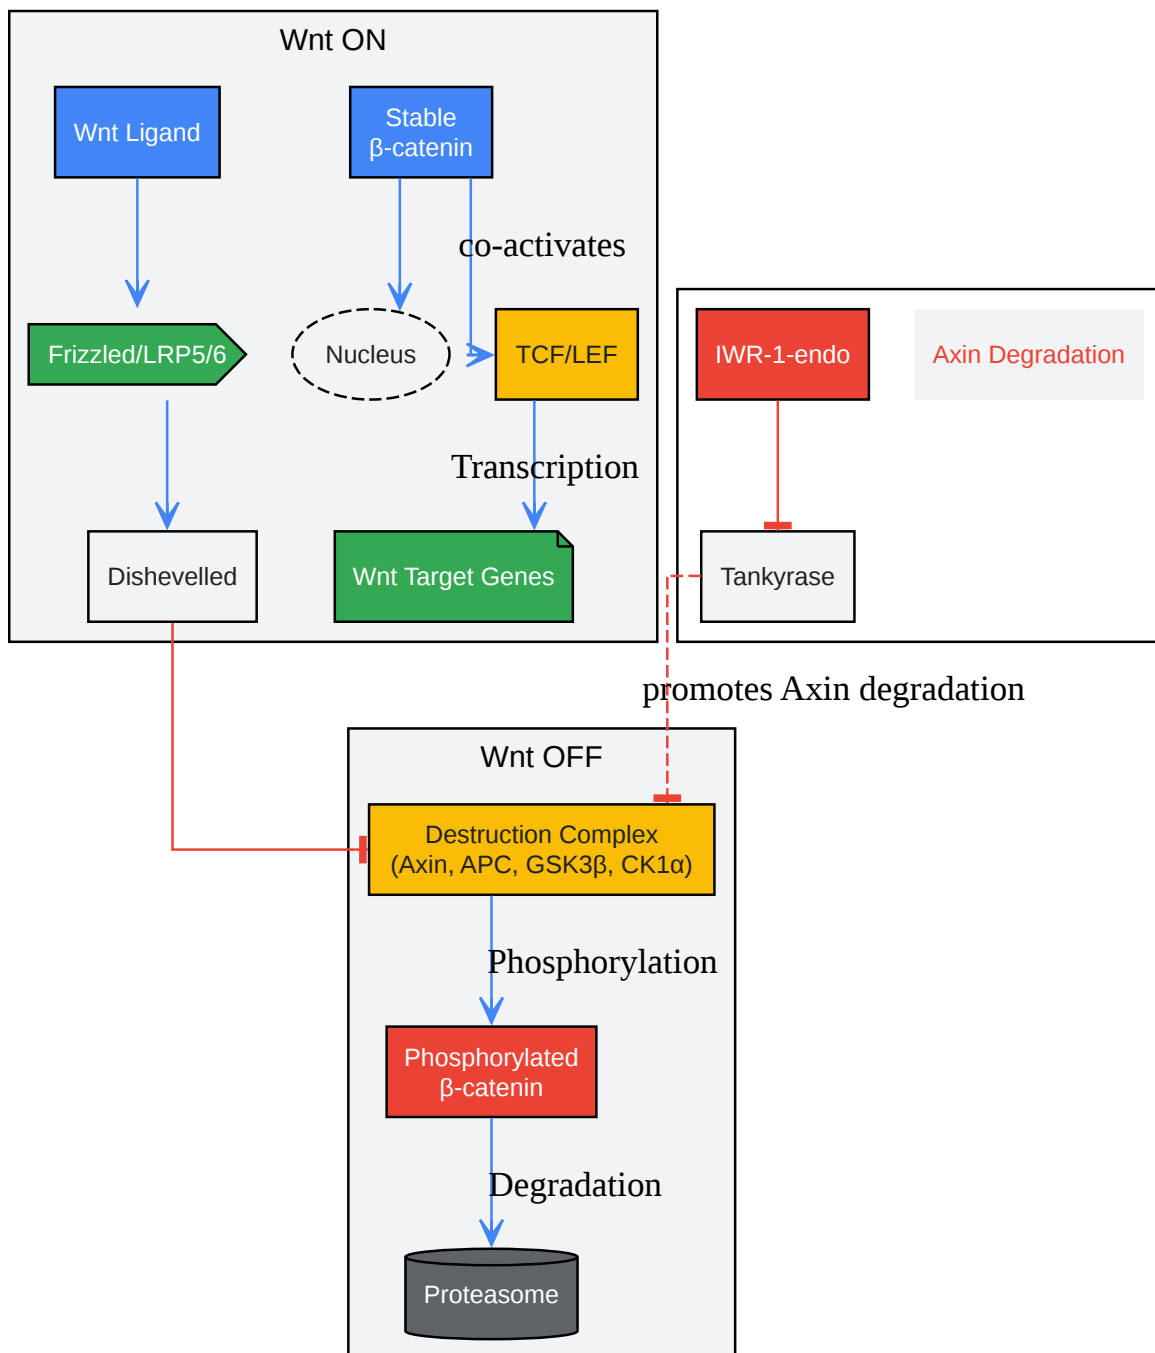 Wnt ON
Wnt Ligand
Stable
β-catenin
co-activates
Frizzled/LRP5/6
Nucleus
TCF/LEF
IWR-1-endo
Axin Degradation
Transcription
Dishevelled
Wnt Target Genes
Tankyrase
promotes Axin degradation
Wnt OFF
Destruction Complex
(Axin, APC, GSK3β, CK1α)
Phosphorylation
Phosphorylated
β-catenin
Degradation
Proteasome